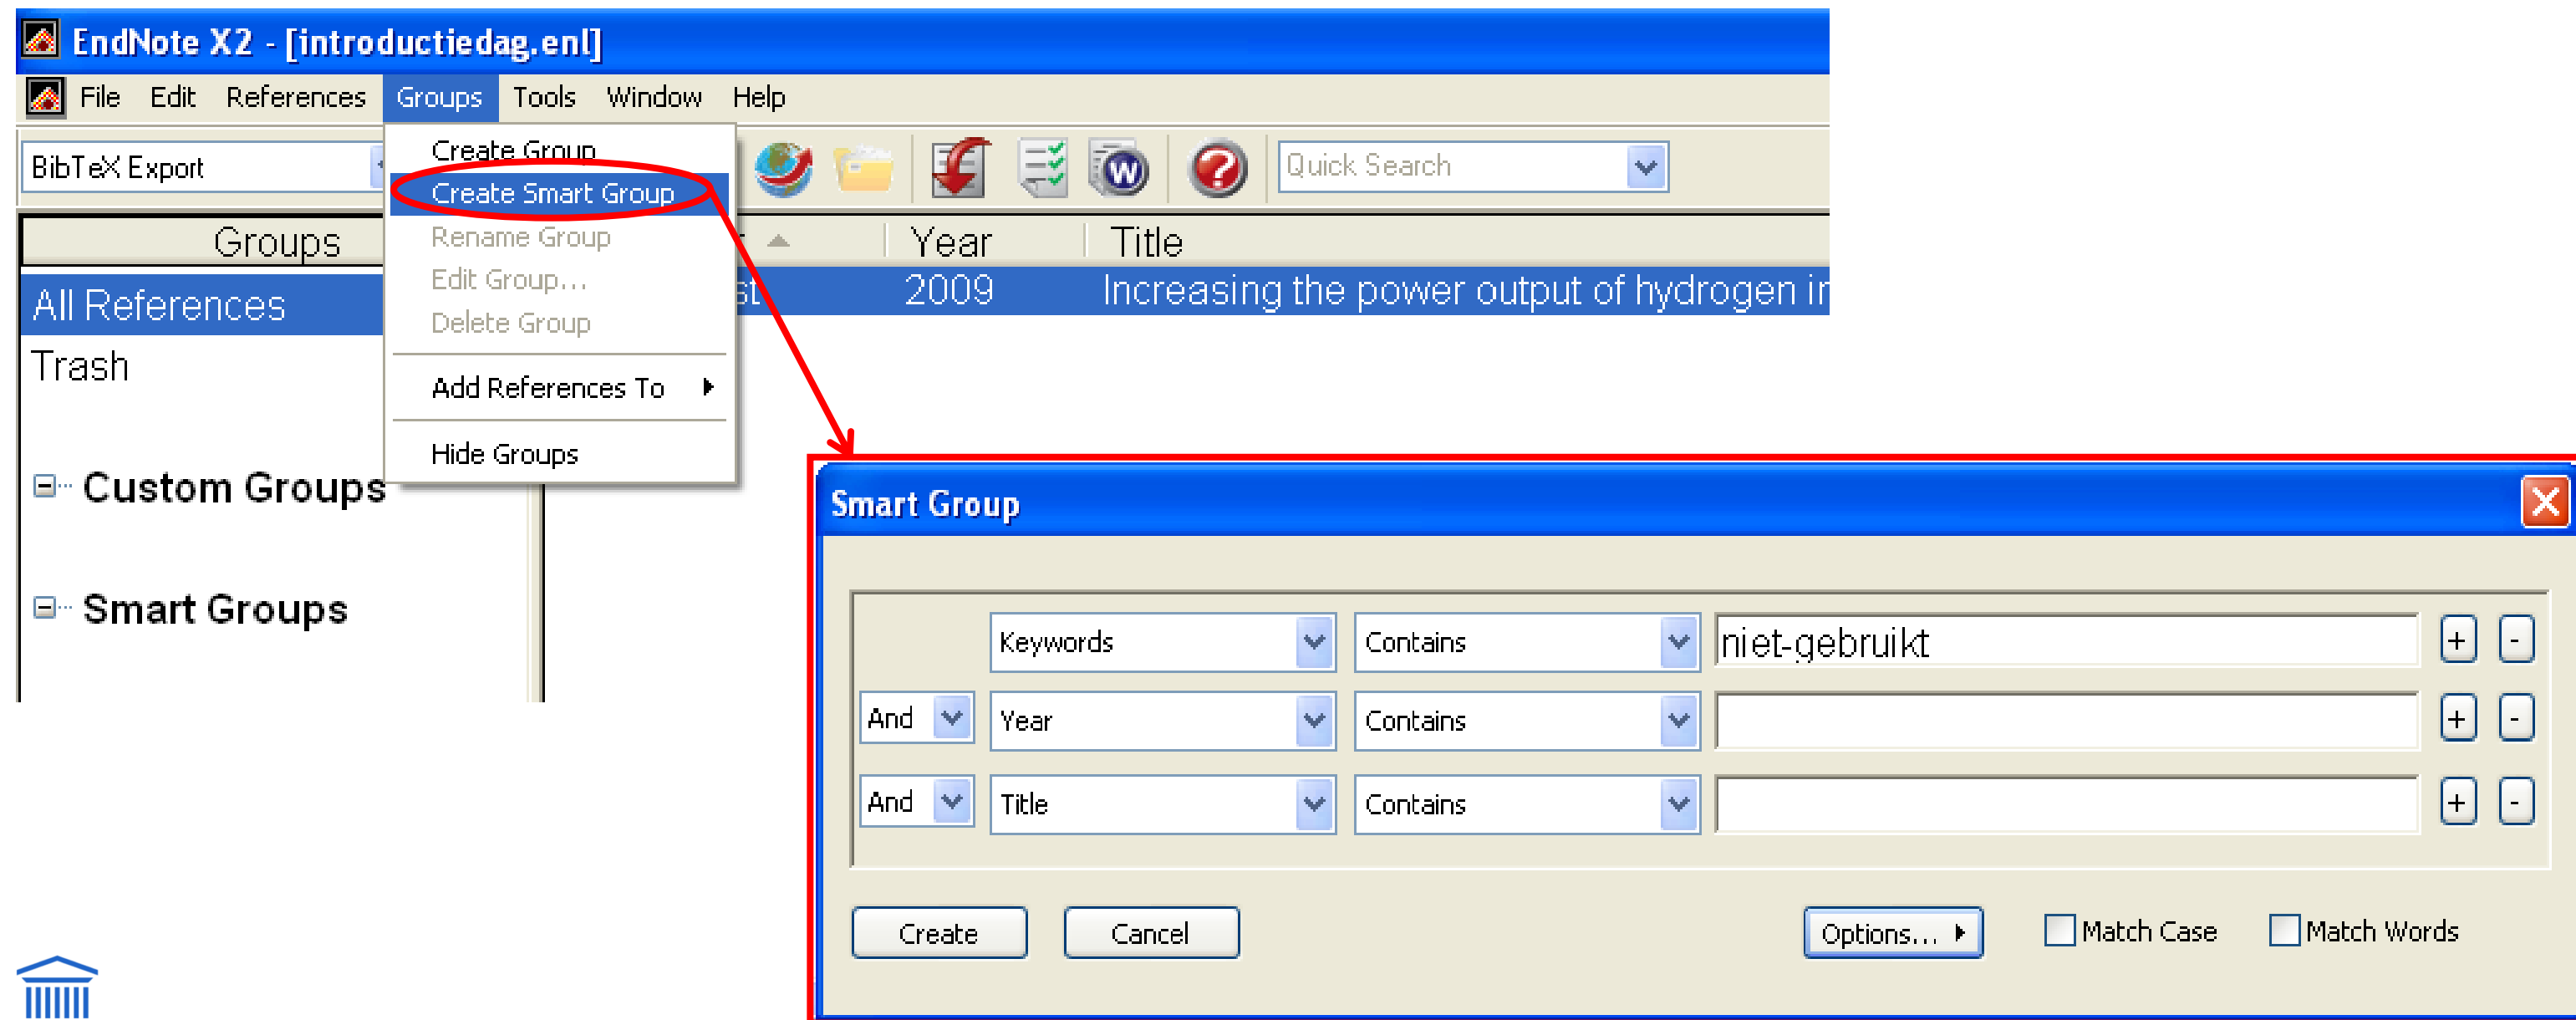 EndNote X2 - [introductiedag.enl]
File Edit References Groups Tools Window Help
BibTeX Export
Quick Search
Create Group
Create Smart Group
Rename Group
Edit Group...
Delete Group
Add References To
Hide Groups
Groups
Year Title
All References
st 2009 Increasing the power output of hydrogen in
Trash
Custom Groups
Smart Groups
Smart Group
Keywords Contains niet-gebruikt + -
And Year Contains + -
And Title Contains + -
Create Cancel Options... Match Case Match Words